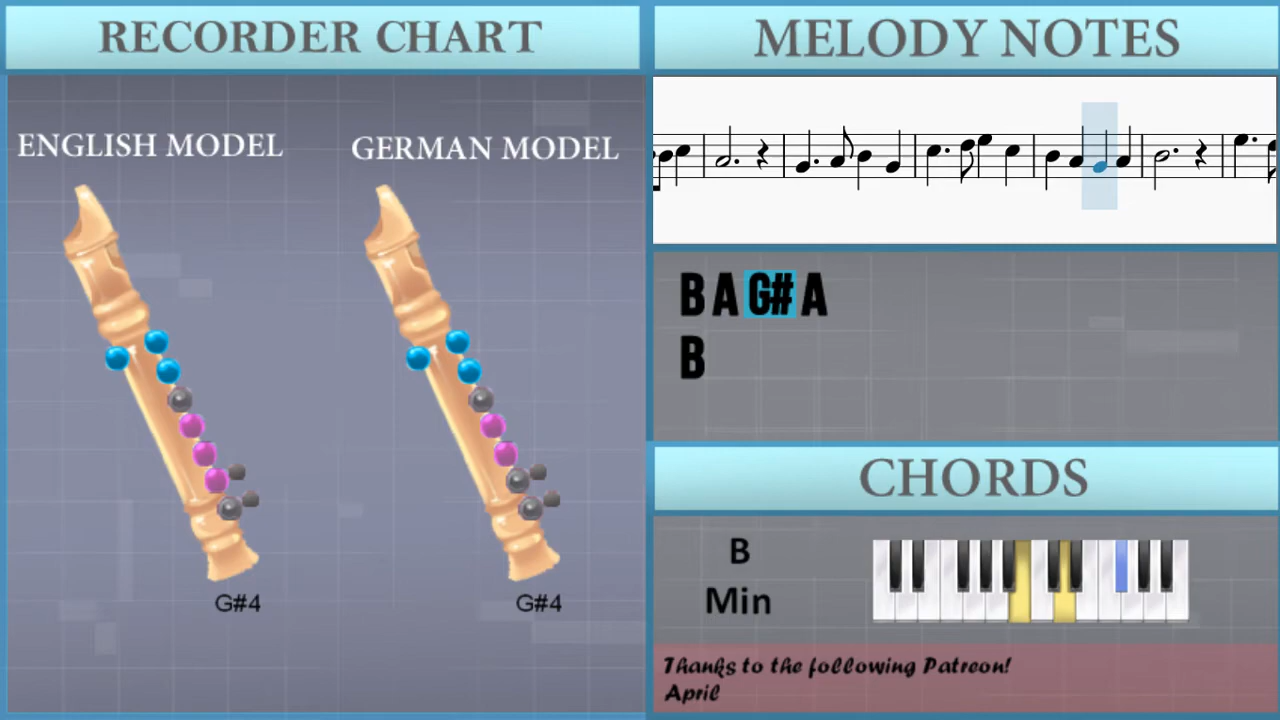 RECORDER CHART
MELODY NOTES
ENGLISH MODEL
GERMAN MODEL
B A G# A
B
CHORDS
B
Min
G#4
G#4
Thanks to the following Patreon!
April